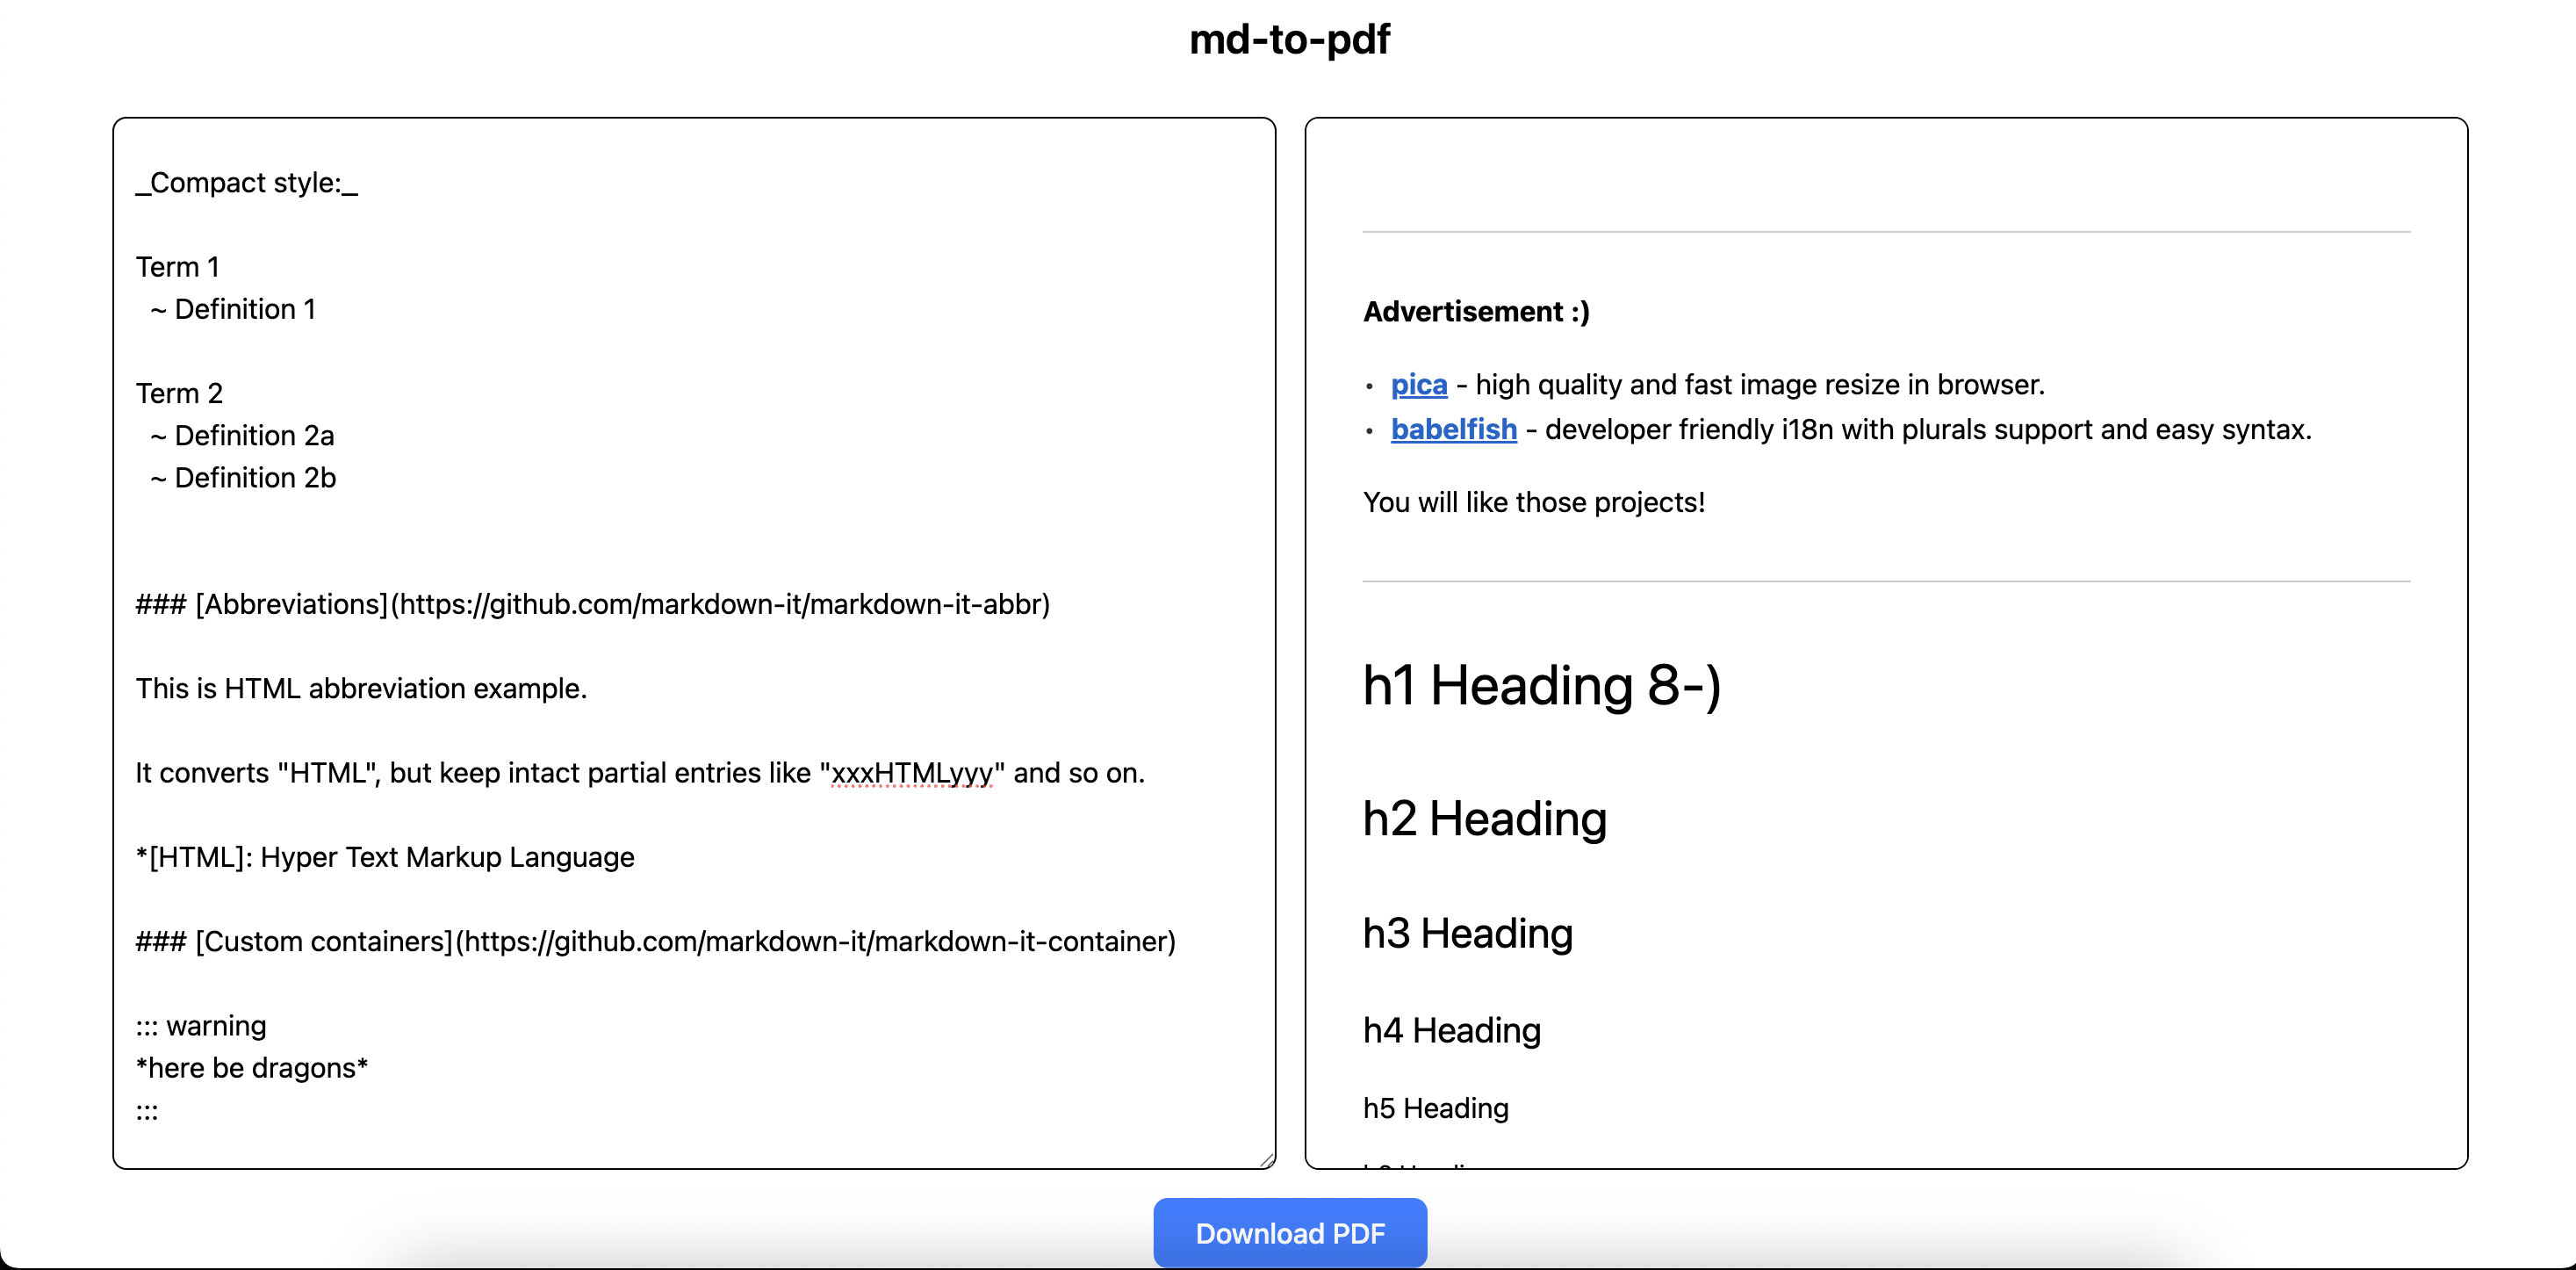 md-to-pdf
_Compact style:_
Term 1
~ Definition 1
Term 2
~ Definition 2a
~ Definition 2b
### [Abbreviations](https://github.com/markdown-it/markdown-it-abbr)
This is HTML abbreviation example.
It converts "HTML", but keep intact partial entries like "xxxHTMLyyy" and so on.
*[HTML]: Hyper Text Markup Language
### [Custom containers](https://github.com/markdown-it/markdown-it-container)
::: warning
*here be dragons*
:::
Advertisement :)
• pica - high quality and fast image resize in browser.
• babelfish - developer friendly i18n with plurals support and easy syntax.
You will like those projects!
h1 Heading 8-)
h2 Heading
h3 Heading
h4 Heading
h5 Heading
Download PDF